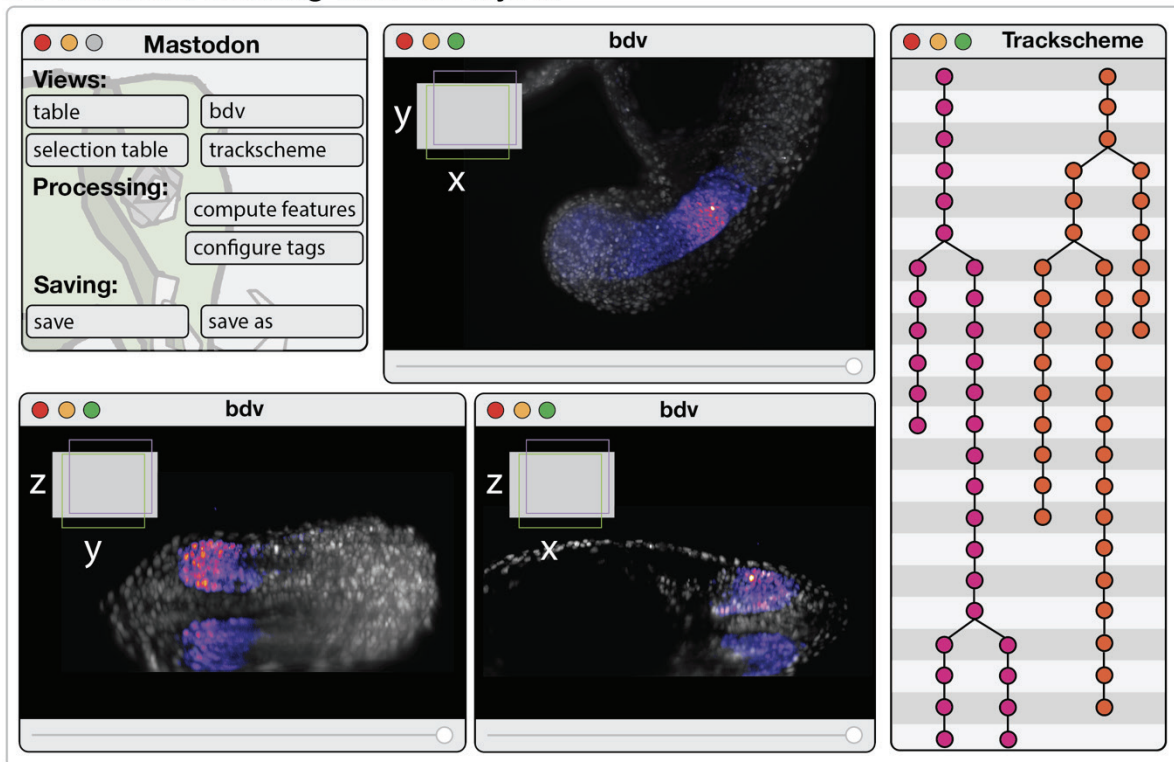 Mastodon
Views:
table
bdv
selection table
trackscheme
Processing:
compute features
configure tags
Saving:
save
save as
bdv
y
x
Trackscheme
bdv
z
y
bdv
z
x